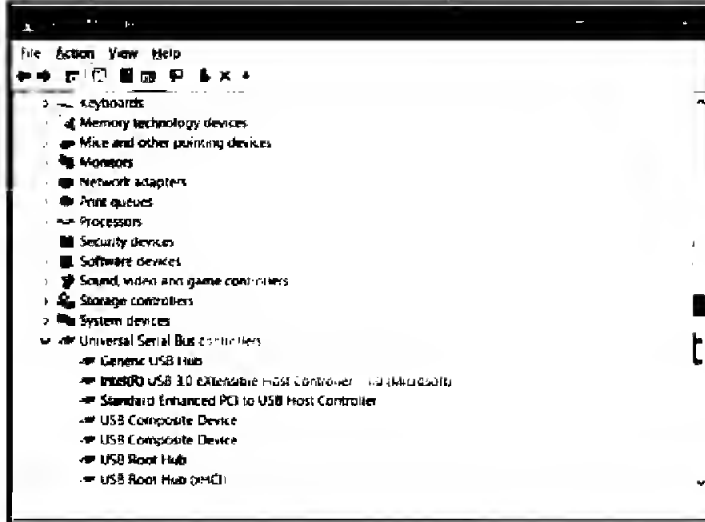 File Action View Help
Keyboards
Memory technology devices
Mice and other pointing devices
Monitors
Network adapters
Print queues
Processors
Security devices
Software devices
Sound, video and game controllers
Storage controllers
System devices
Universal Serial Bus controllers
Generic USB Hub
Intel(R) USB 3.0 eXtensible Host Controller - (Microsoft)
Standard Enhanced PCI to USB Host Controller
USB Composite Device
USB Composite Device
USB Root Hub
USB Root Hub (xHCI)